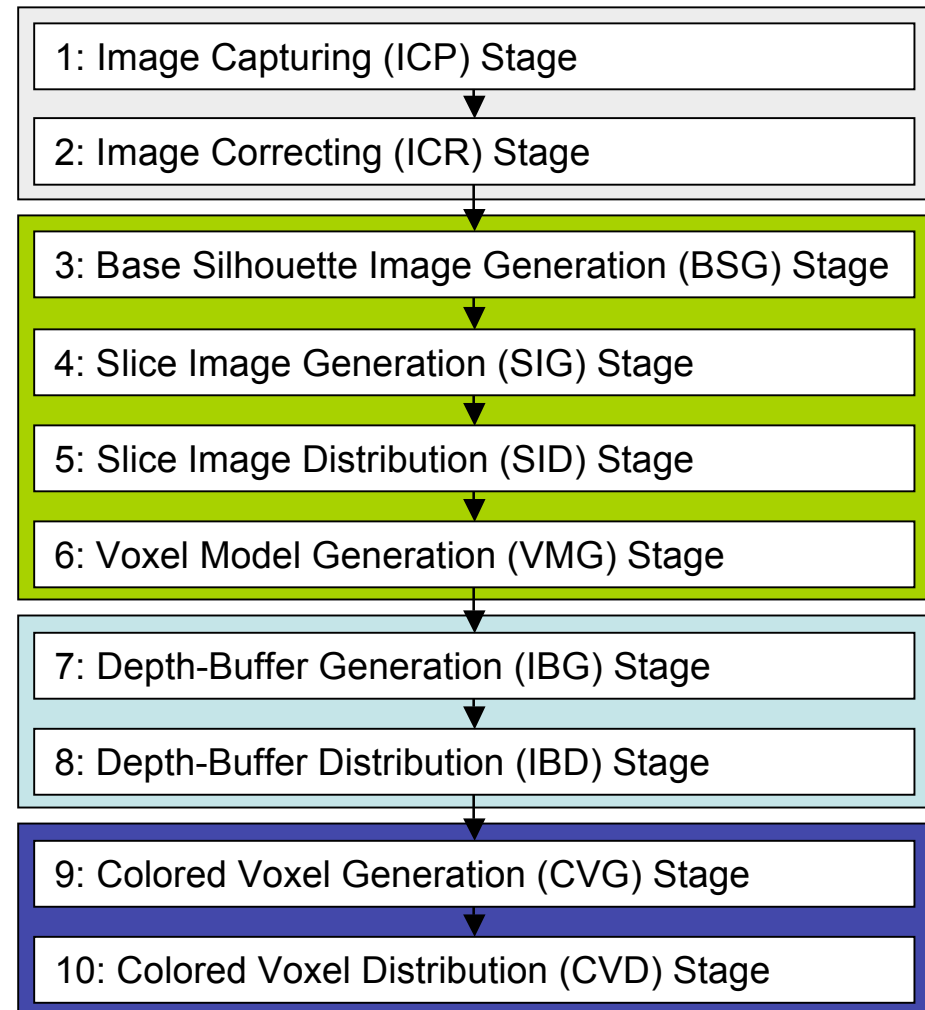 1: Image Capturing (ICP) Stage
2: Image Correcting (ICR) Stage
3: Base Silhouette Image Generation (BSG) Stage
4: Slice Image Generation (SIG) Stage
5: Slice Image Distribution (SID) Stage
6: Voxel Model Generation (VMG) Stage
7: Depth-Buffer Generation (IBG) Stage
8: Depth-Buffer Distribution (IBD) Stage
9: Colored Voxel Generation (CVG) Stage
10: Colored Voxel Distribution (CVD) Stage